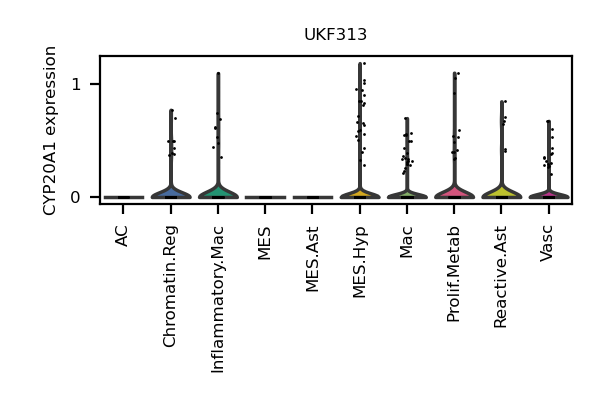 UKF313
CYP20A1 expression
1
0
AC
Chromatin.Reg
Inflammatory.Mac
MES
MES.Ast
MES.Hyp
Mac
Prolif.Metab
Reactive.Ast
Vasc